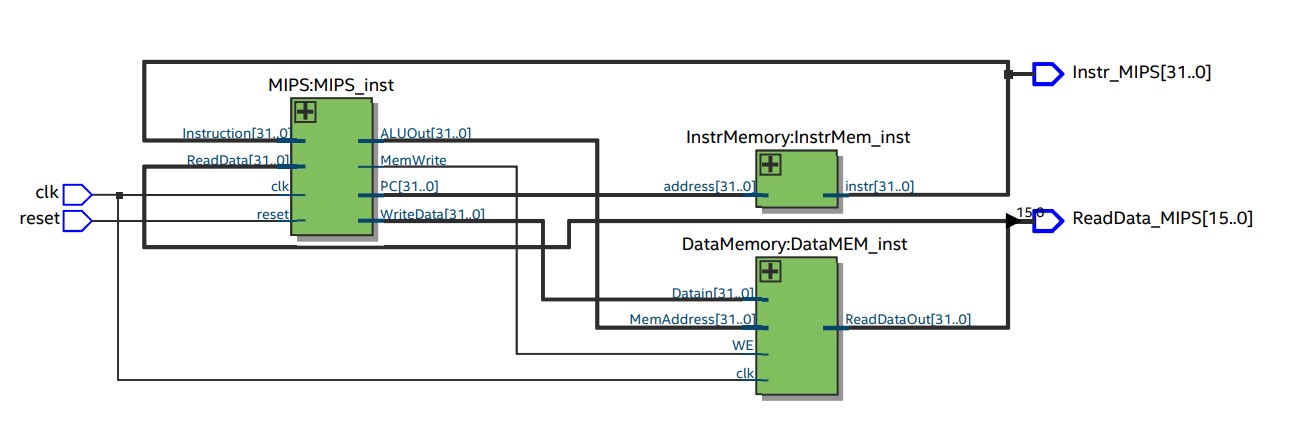 MIPS:MIPS_inst
Instruction[31..0]
ReadData[31..0]
clk
reset
ALUOut[31..0]
MemWrite
PC[31..0]
WriteData[31..0]
clk
reset
InstrMemory:InstrMem_inst
address[31..0]
instr[31..0]
DataMemory:DataMEM_inst
Datain[31..0]
MemAddress[31..0]
WE
clk
ReadDataOut[31..0]
Instr_MIPS[31..0]
15:0
ReadData_MIPS[15..0]